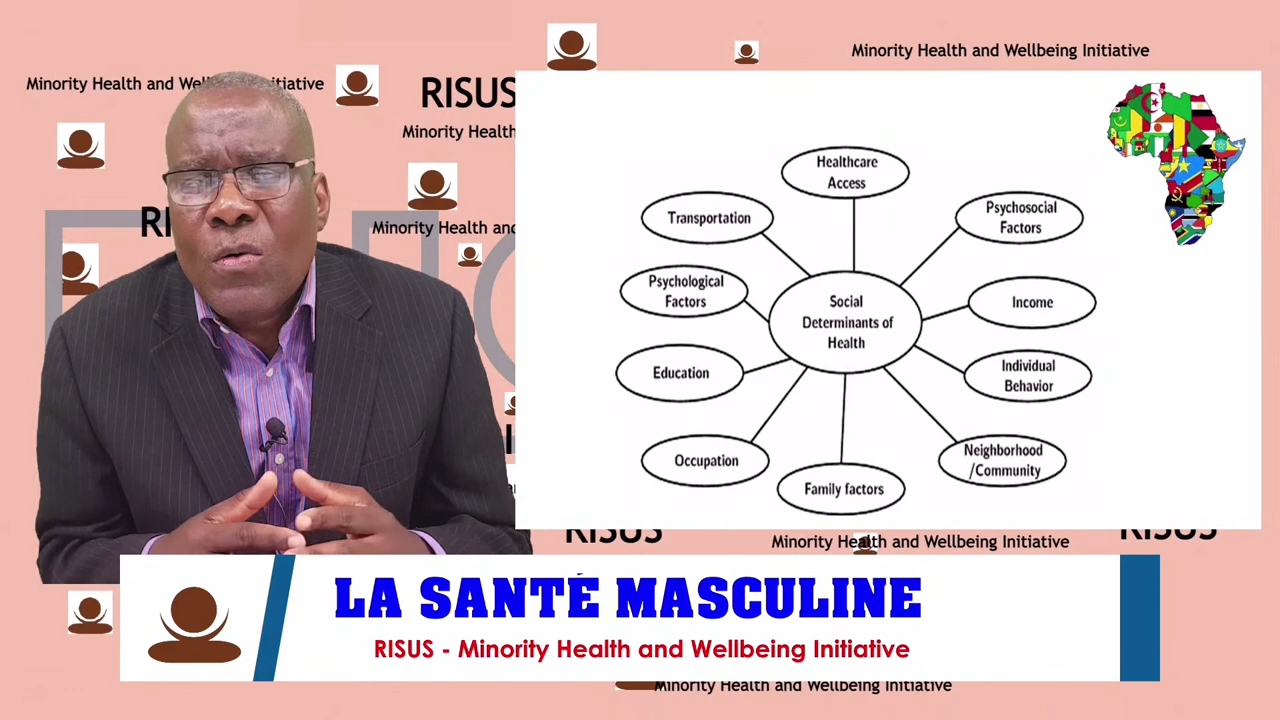 Minority Health and Wellbeing Initiative
Minority Health and We itiative
RISUS
Minority Health
Minority Health and
Healthcare
Access
Transportation
Psychosocial
Factors
Psychological
Factors
Income
Social
Determinants of
Health
Education
Individual
Behavior
Occupation
Neighborhood
/Community
Family factors
RISUS
Minority Health and Wellbeing Initiative
RISUS
LA SANTÉ MASCULINE
RISUS - Minority Health and Wellbeing Initiative
Minority Health and Wellbeing Initiative